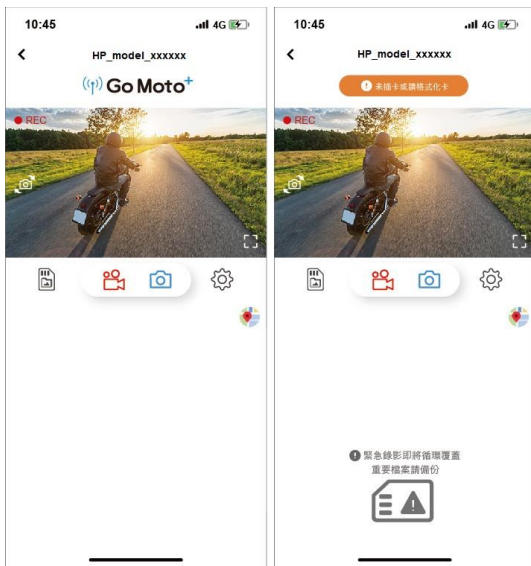 10:45
4G
HP_model_xxxxxx
Go Moto+
REC
10:45
4G
HP_model_xxxxxx
未插卡或請格式化卡
REC
緊急錄影即將循環覆蓋
重要檔案請備份